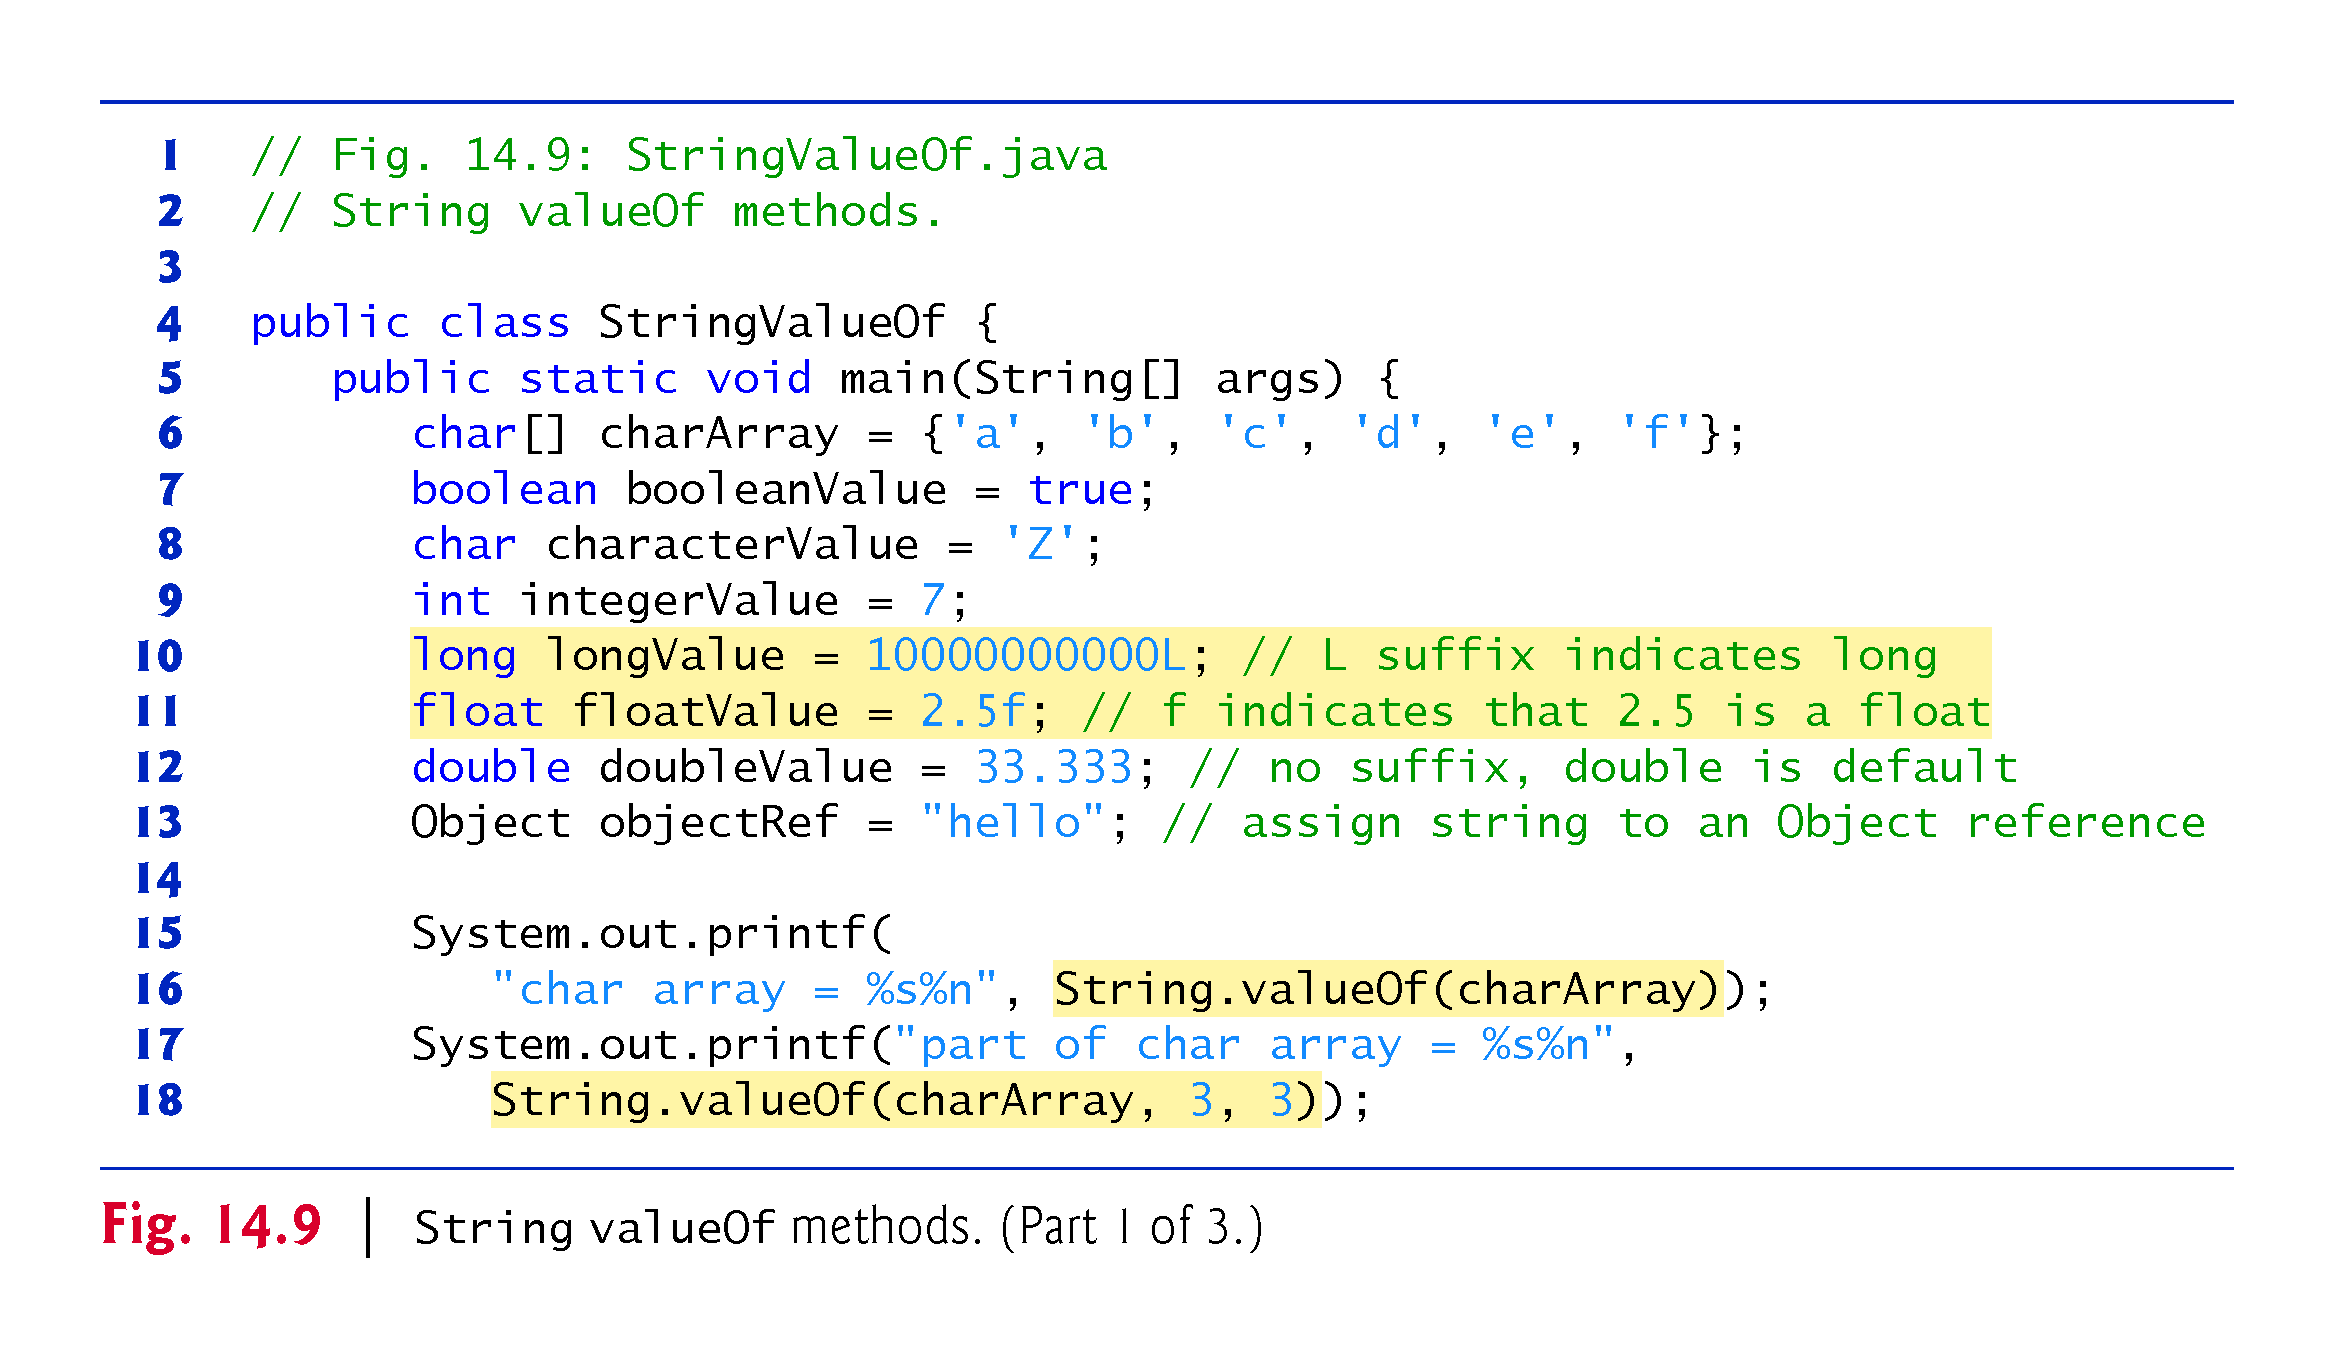 1 // Fig. 14.9: StringValueOf.java
2 // String valueOf methods.
3
4 public class StringValueOf {
5    public static void main(String[] args) {
6       char[] charArray = {'a', 'b', 'c', 'd', 'e', 'f'};
7       boolean booleanValue = true;
8       char characterValue = 'Z';
9       int integerValue = 7;
10       long longValue = 10000000000L; // L suffix indicates long
11       float floatValue = 2.5f; // f indicates that 2.5 is a float
12       double doubleValue = 33.333; // no suffix, double is default
13       Object objectRef = "hello"; // assign string to an Object reference
14
15       System.out.printf(
16          "char array = %s%n", String.valueOf(charArray));
17       System.out.printf("part of char array = %s%n",
18          String.valueOf(charArray, 3, 3));
Fig. 14.9 | String valueOf methods. (Part 1 of 3.)